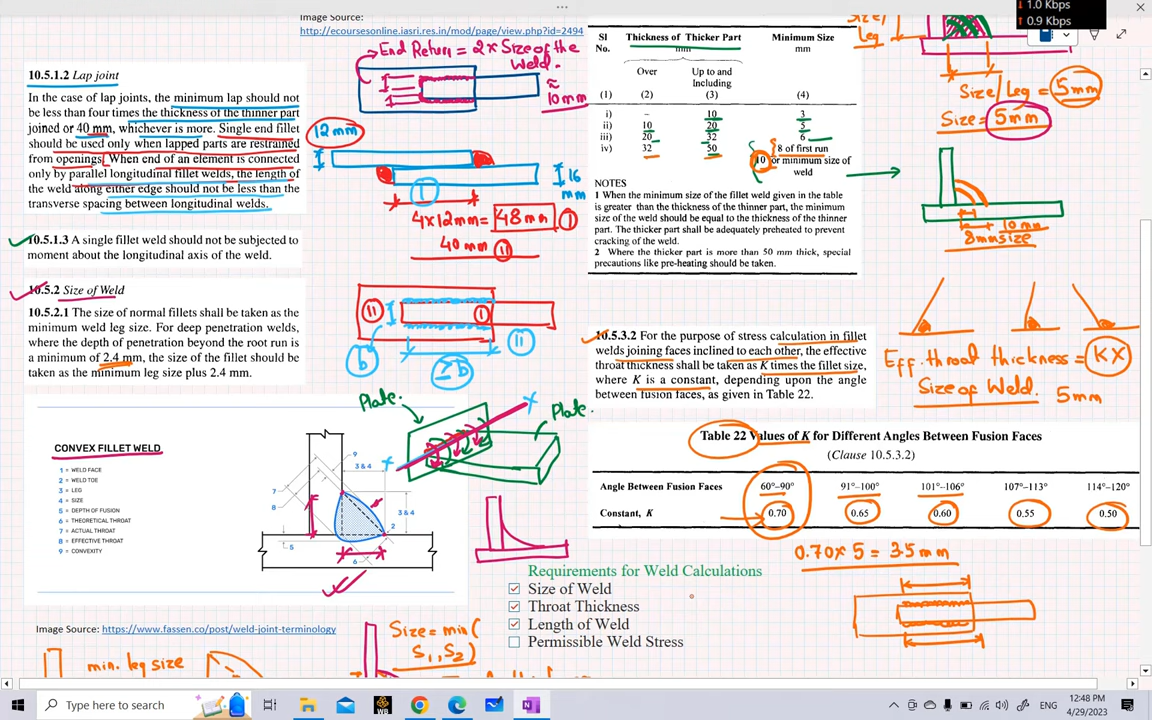 Image Source:
http://ecoursesonline.iasri.res.in/mod/page/view.php?id=2494
End Return = 2 x Size of the
Weld.
≈
10 mm
10.5.1.2 Lap joint
In the case of lap joints, the minimum lap should not
be less than four times the thickness of the thinner part
joined or 40 mm, whichever is more. Single end fillet
should be used only when lapped parts are restrained
from openings. When end of an element is connected
only by parallel longitudinal fillet welds, the length of
the weld along either edge should not be less than the
transverse spacing between longitudinal welds.
12mm
16
mm
4x12mm= 48 mm I
40 mm II
10.5.1.3 A single fillet weld should not be subjected to
moment about the longitudinal axis of the weld.
10.5.2 Size of Weld
10.5.2.1 The size of normal fillets shall be taken as the
minimum weld leg size. For deep penetration welds,
where the depth of penetration beyond the root run is
a minimum of 2.4 mm, the size of the fillet should be
taken as the minimum leg size plus 2.4 mm.
II
I
II
b
≥b
Plate.
Plate.
x
x
CONVEX FILLET WELD
1 = WELD FACE
2 = WELD TOE
3 = LEG
4 = SIZE
5 = DEPTH OF FUSION
6 = THEORETICAL THROAT
7 = ACTUAL THROAT
8 = EFFECTIVE THROAT
9 = CONVEXITY
9
3 & 4
7
8
1
3 & 4
2
5
6
Image Source: https://www.fassen.co/post/weld-joint-terminology
min. leg size
Size = min (
S1, S2)
Requirements for Weld Calculations
Size of Weld
Throat Thickness
Length of Weld
Permissible Weld Stress
Sl Thickness of Thicker Part Minimum Size
No. mm mm
Over Up to and
Including
(1) (2) (3) (4)
i) – 10 3
ii) 10 20 5
iii) 20 32 6
iv) 32 50 8 of first run
10 or minimum size of
weld
NOTES
1 When the minimum size of the fillet weld given in the table
is greater than the thickness of the thinner part, the minimum
size of the weld should be equal to the thickness of the thinner
part. The thicker part shall be adequately preheated to prevent
cracking of the weld.
2 Where the thicker part is more than 50 mm thick, special
precautions like pre-heating should be taken.
Size/
Leg
1.0 Kbps
0.9 Kbps
Size/Leg = 5mm
Size = 5mm
10 mm
8mm size
10.5.3.2 For the purpose of stress calculation in fillet
welds joining faces inclined to each other, the effective
throat thickness shall be taken as K times the fillet size,
where K is a constant, depending upon the angle
between fusion faces, as given in Table 22.
Eff. throat thickness = KX
Size of Weld. 5mm
Table 22 Values of K for Different Angles Between Fusion Faces
(Clause 10.5.3.2)
Angle Between Fusion Faces 60°–90° 91°–100° 101°–106° 107°–113° 114°–120°
Constant, K 0.70 0.65 0.60 0.55 0.50
0.70 x 5 = 3.5 mm
Type here to search
ENG
12:48 PM
4/29/2023